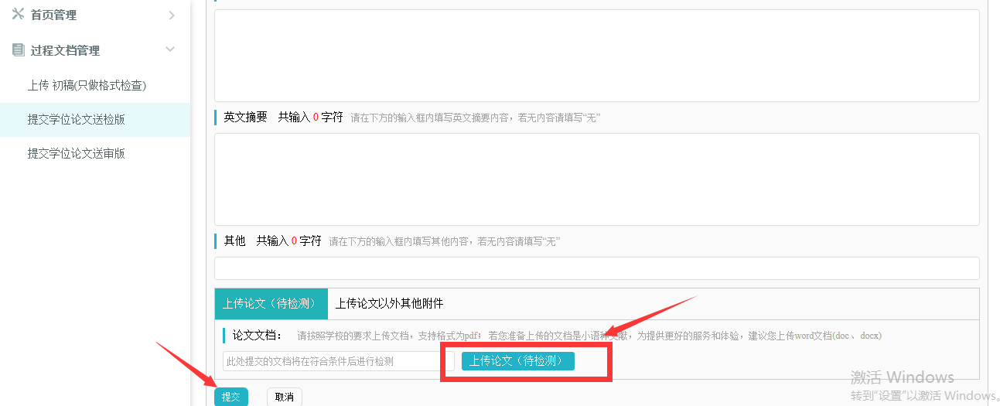 首页管理
过程文档管理
上传 初稿(只做格式检查)
提交学位论文送检版
提交学位论文送审版
英文摘要 共输入 0 字符 请在下方的输入框内填写英文摘要内容，若无内容请填写“无”
其他 共输入 0 字符 请在下方的输入框内填写其他内容，若无内容请填写“无”
上传论文（待检测） 上传论文以外其他附件
论文文档： 请按照学校的要求上传文档，支持格式为pdf； 若您准备上传的文档是小语种文献，为提供更好的服务和体验，建议您上传word文档(doc 、docx)
此处提交的文档将在符合条件后进行检测 上传论文（待检测）
提交 取消
激活 Windows
转到“设置”以激活 Windows。